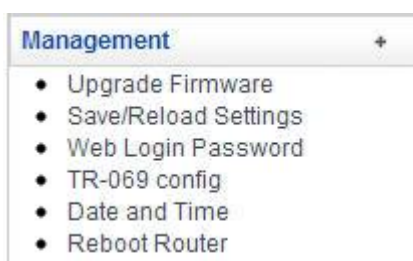 Management +
Upgrade Firmware
Save/Reload Settings
Web Login Password
TR-069 config
Date and Time
Reboot Router